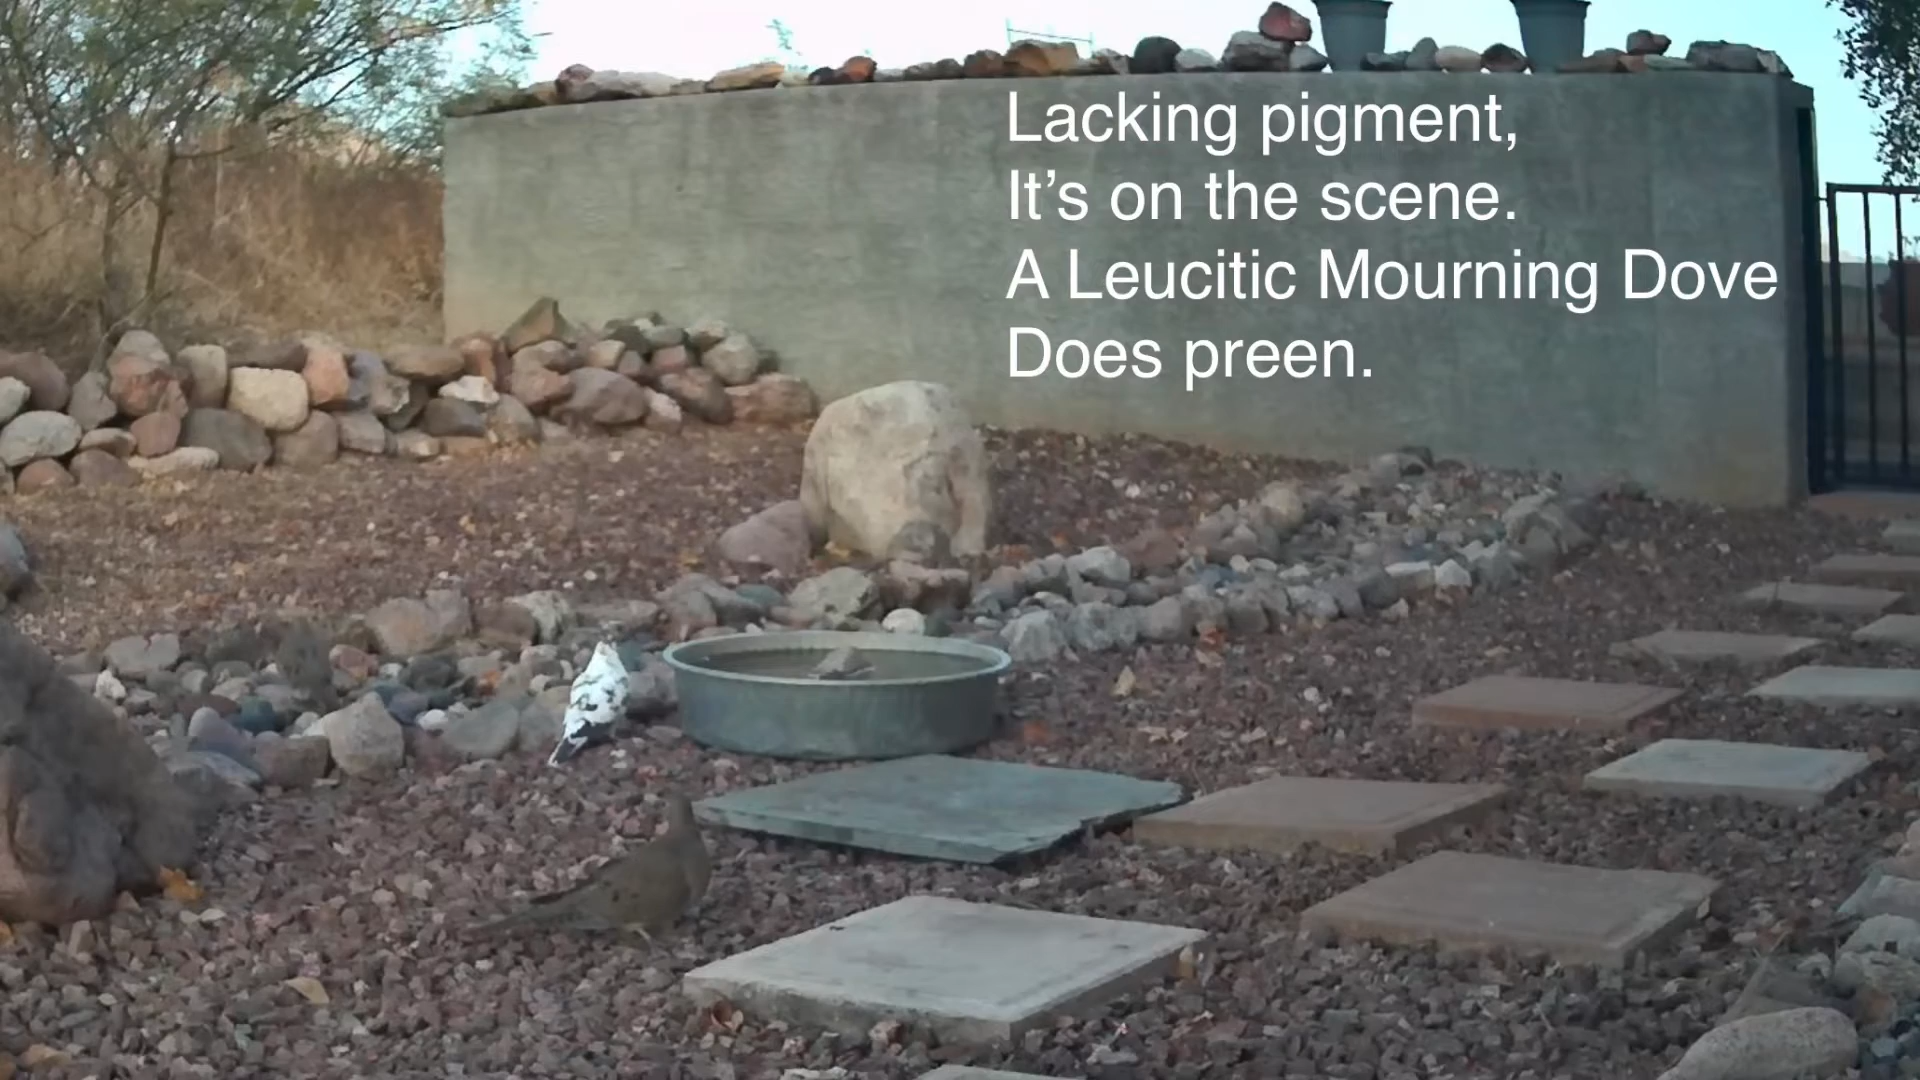 Lacking pigment,
It’s on the scene.
A Leucitic Mourning Dove
Does preen.